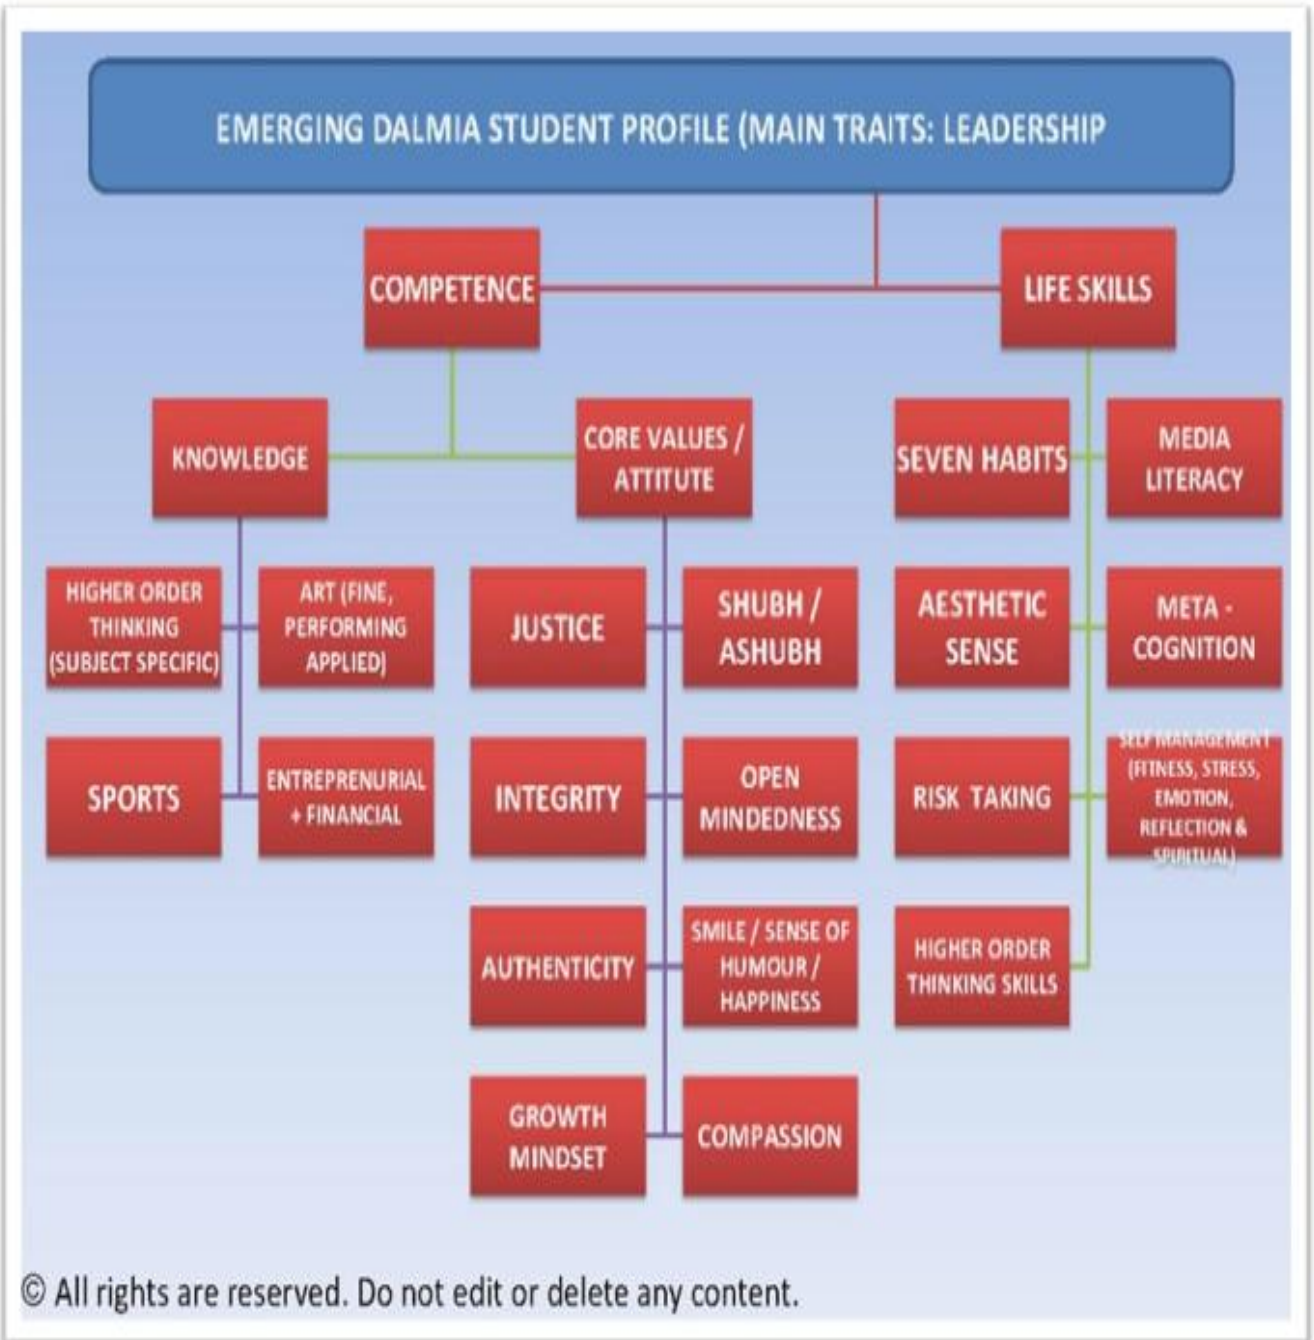 EMERGING DALMIA STUDENT PROFILE (MAIN TRAITS: LEADERSHIP
COMPETENCE
LIFE SKILLS
KNOWLEDGE
CORE VALUES /
ATTITUTE
SEVEN HABITS
MEDIA
LITERACY
HIGHER ORDER
THINKING
(SUBJECT SPECIFIC)
ART (FINE,
PERFORMING
APPLIED)
JUSTICE
SHUBH /
ASHUBH
AESTHETIC
SENSE
META -
COGNITION
SPORTS
ENTREPRENURIAL
+ FINANCIAL
INTEGRITY
OPEN
MINDEDNESS
RISK TAKING
SELF MANAGEMENT
(FITNESS, STRESS,
EMOTION,
REFLECTION &
SPIRITUAL)
AUTHENTICITY
SMILE / SENSE OF
HUMOUR /
HAPPINESS
HIGHER ORDER
THINKING SKILLS
GROWTH
MINDSET
COMPASSION
© All rights are reserved. Do not edit or delete any content.